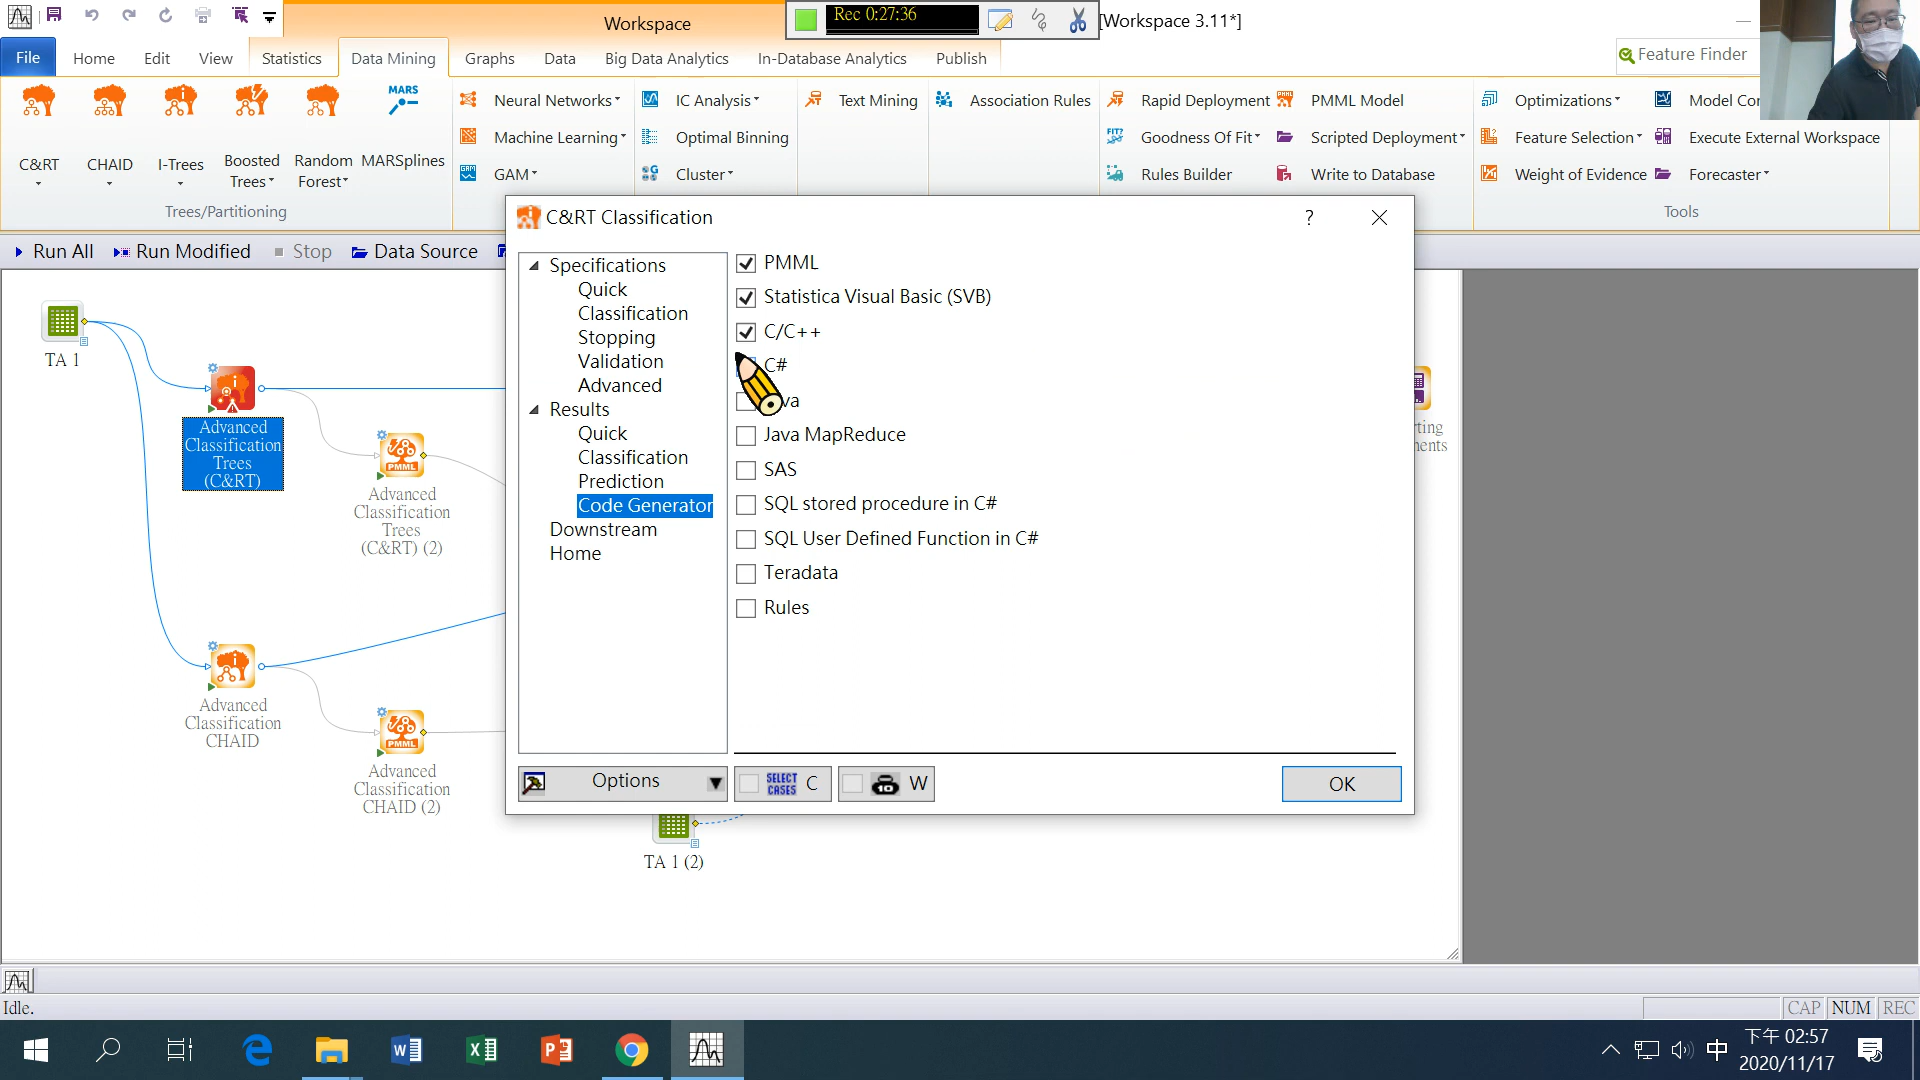 Workspace
Rec 0:27:36
[Workspace 3.11*]
File
Home
Edit
View
Statistics
Data Mining
Graphs
Data
Big Data Analytics
In-Database Analytics
Publish
Feature Finder
C&RT
CHAID
I-Trees
Boosted
Trees
Random
Forest
MARS
MARSplines
Trees/Partitioning
Neural Networks
Machine Learning
GAM
IC Analysis
Optimal Binning
Cluster
Text Mining
Association Rules
Rapid Deployment
FIT?
Goodness Of Fit
Rules Builder
PMML Model
Scripted Deployment
Write to Database
Optimizations
Feature Selection
Weight of Evidence
Model Cor
Execute External Workspace
Forecaster
Tools
Run All
Run Modified
Stop
Data Source
TA 1
Advanced
Classification
Trees
(C&RT)
PMML
Advanced
Classification
Trees
(C&RT) (2)
Advanced
Classification
CHAID
PMML
Advanced
Classification
CHAID (2)
TA 1 (2)
rting
nents
C&RT Classification
?
Specifications
Quick
Classification
Stopping
Validation
Advanced
Results
Quick
Classification
Prediction
Code Generator
Downstream
Home
PMML
Statistica Visual Basic (SVB)
C/C++
C#
va
Java MapReduce
SAS
SQL stored procedure in C#
SQL User Defined Function in C#
Teradata
Rules
Options
SELECT
CASES
C
W
OK
Idle.
CAP
NUM
REC
中
下午 02:57
2020/11/17